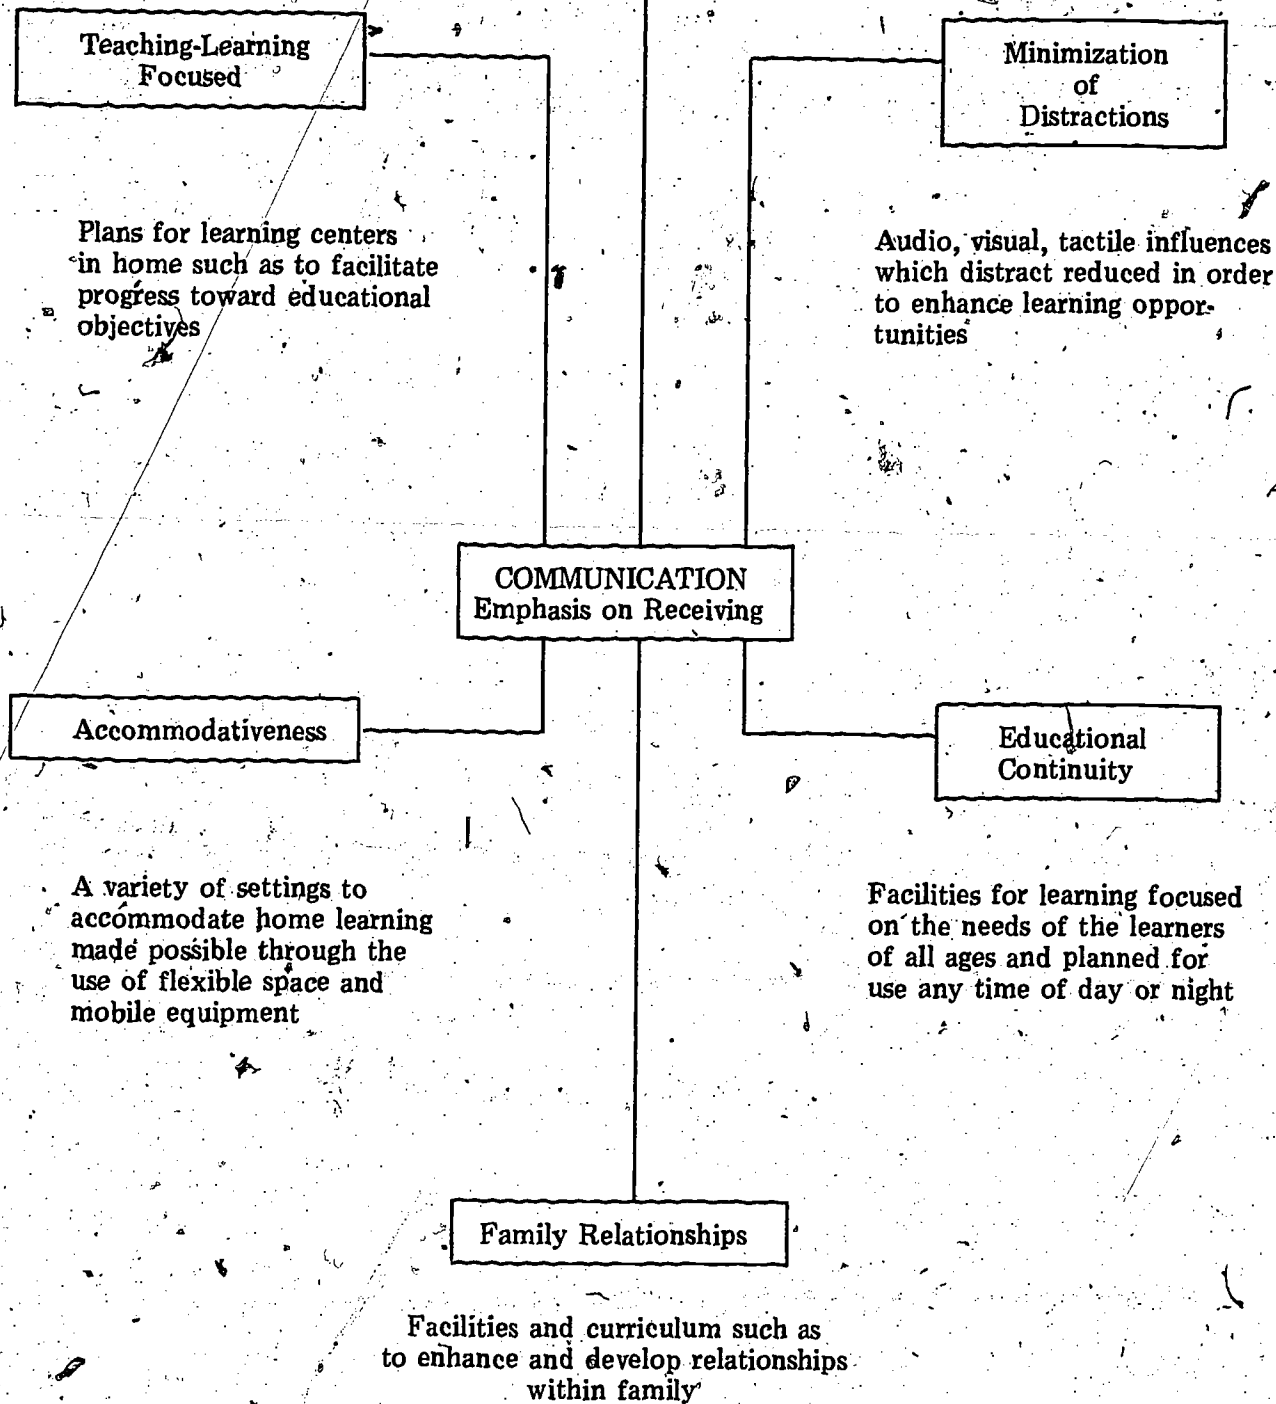 Teaching-Learning
Focused
Minimization
of
Distractions
Plans for learning centers
in home such as to facilitate
progress toward educational
objectives
Audio, visual, tactile influences
which distract reduced in order
to enhance learning oppor-
tunities
COMMUNICATION
Emphasis on Receiving
Accommodativeness
Educational
Continuity
A variety of settings to
accommodate home learning
made possible through the
use of flexible space and
mobile equipment
Facilities for learning focused
on the needs of the learners
of all ages and planned for
use any time of day or night
Family Relationships
Facilities and curriculum such as
to enhance and develop relationships
within family